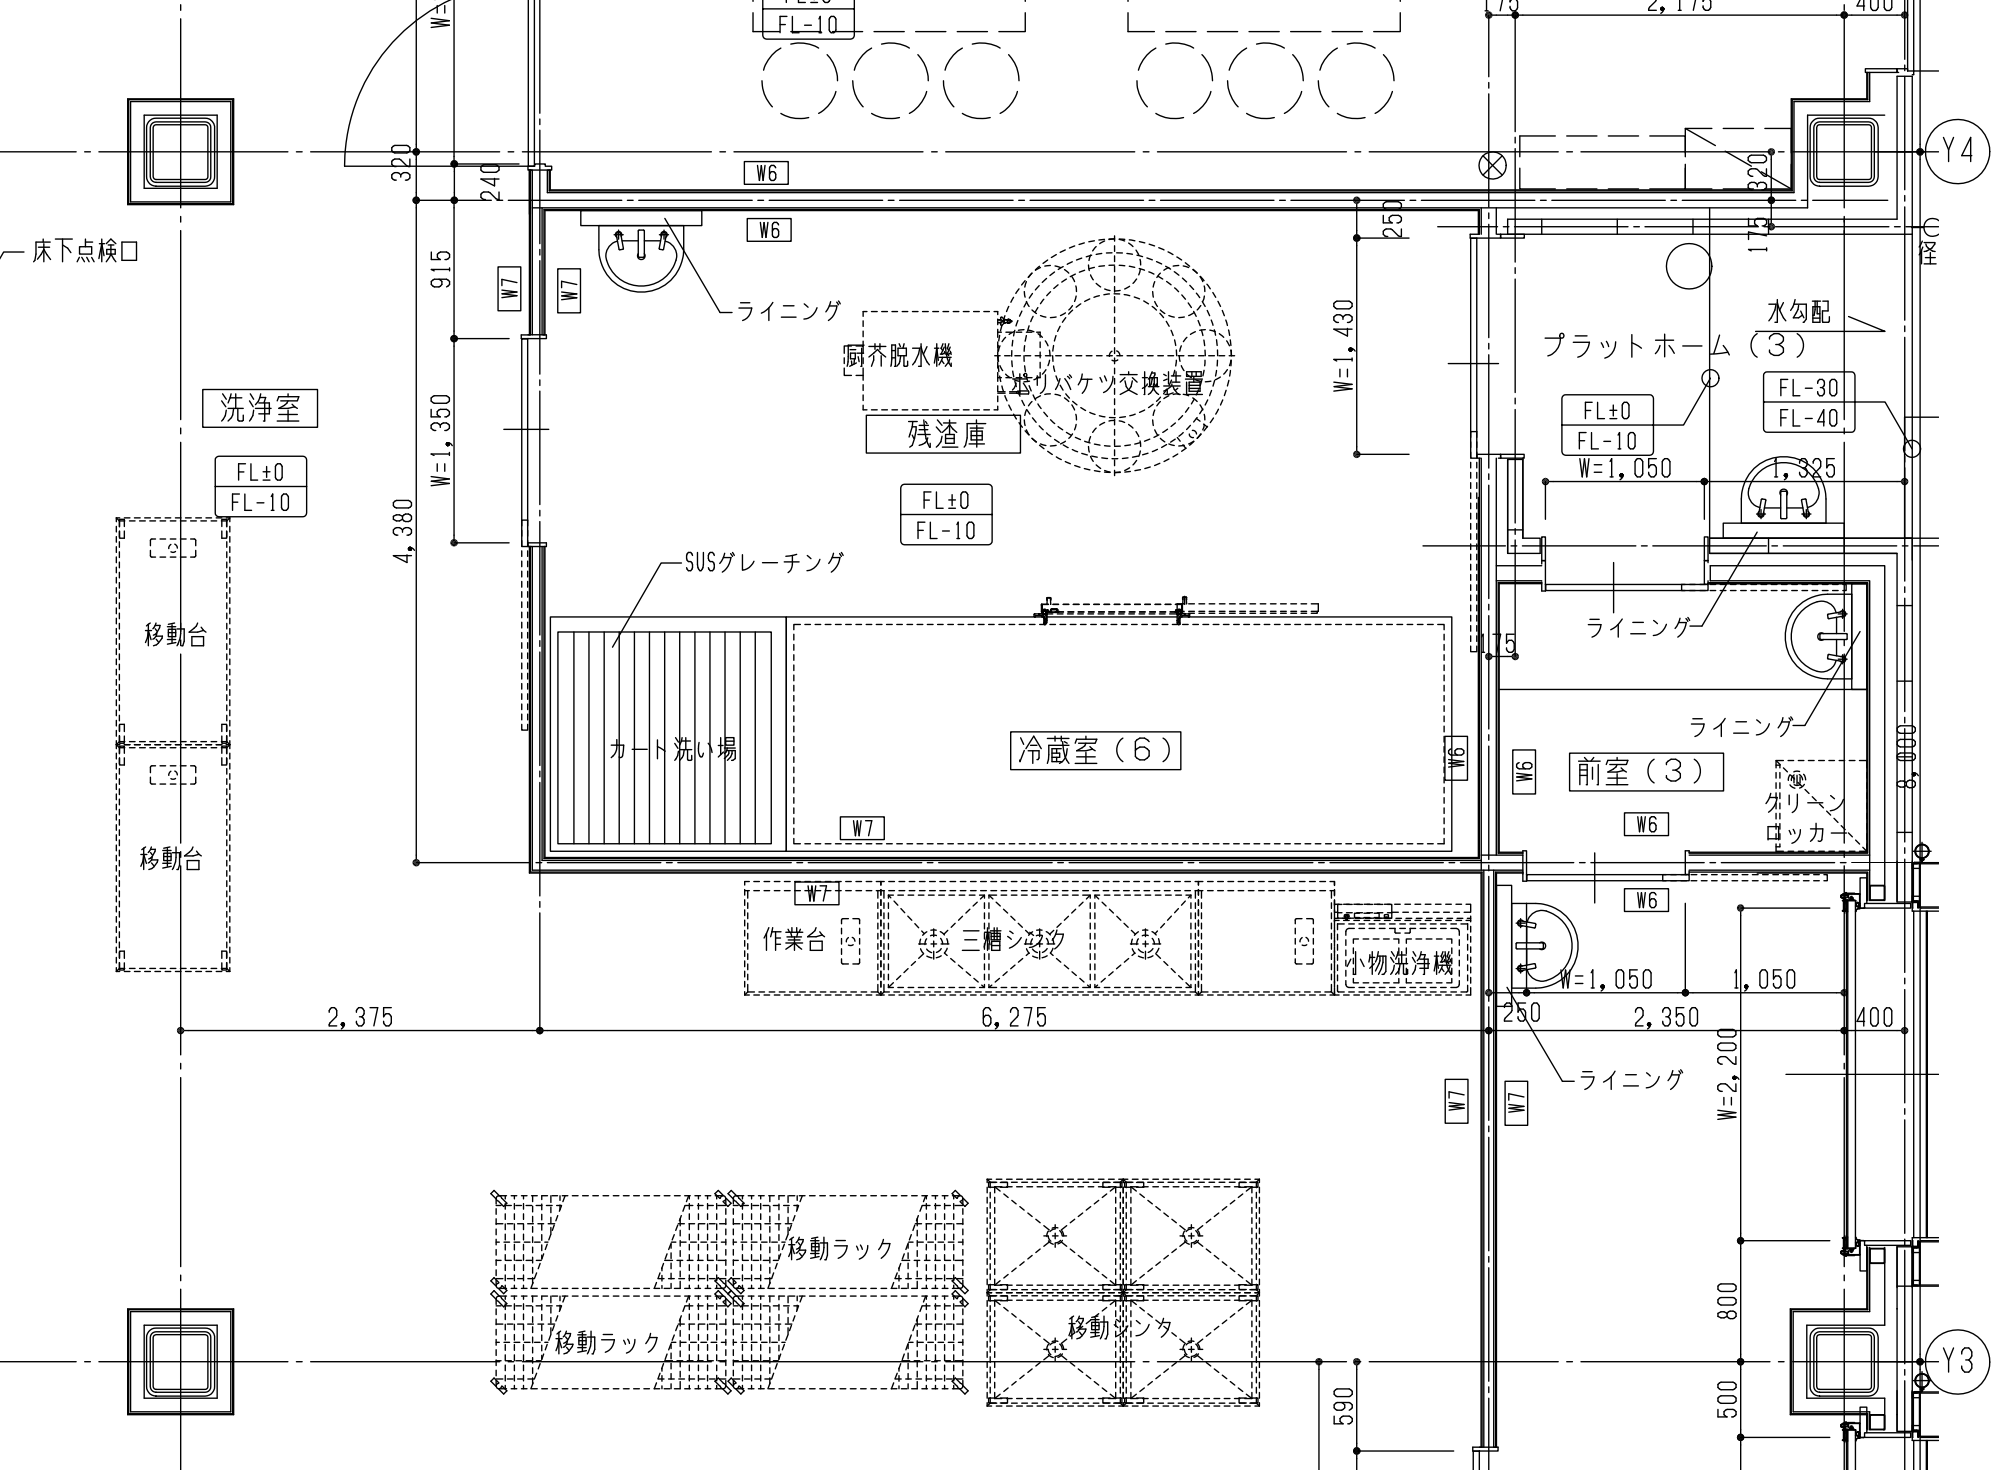 FL±0
FL-10
175
2,175
400
W=
Y4
320
240
W6
320
床下点検口
W6
250
175
径
915
W7
W7
ライニング
水勾配
プラットホーム（３）
厨芥脱水機
ポリバケツ交換装置
W=1,430
FL-30
FL-40
洗浄室
残渣庫
FL±0
FL-10
W=1,350
FL±0
FL-10
W=1,050
1,325
FL±0
FL-10
4,380
SUSグレーチング
移動台
ライニング
175
カート洗い場
冷蔵室（６）
W6
W6
ライニング
前室（３）
8,000
クリーン
ロッカー
W7
W6
移動台
W7
W6
作業台
三槽シンク
小物洗浄機
W=1,050
1,050
2,375
6,275
250
2,350
400
W=2,200
ライニング
W7
W7
移動ラック
移動ラック
移動シンク
800
Y3
590
500